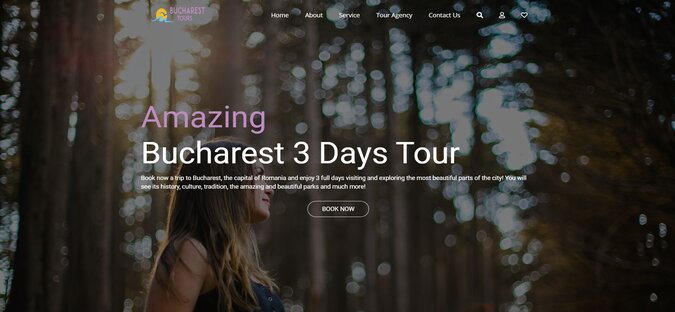 BUCHAREST
TOURS
Home About Service Tour Agency Contact Us
Amazing
Bucharest 3 Days Tour
Book now a trip to Bucharest, the capital of Romania and enjoy 3 full days visiting and exploring the most beautiful parts of the city! You will
see its history, culture, tradition, the amazing and beautiful parks and much more!
BOOK NOW